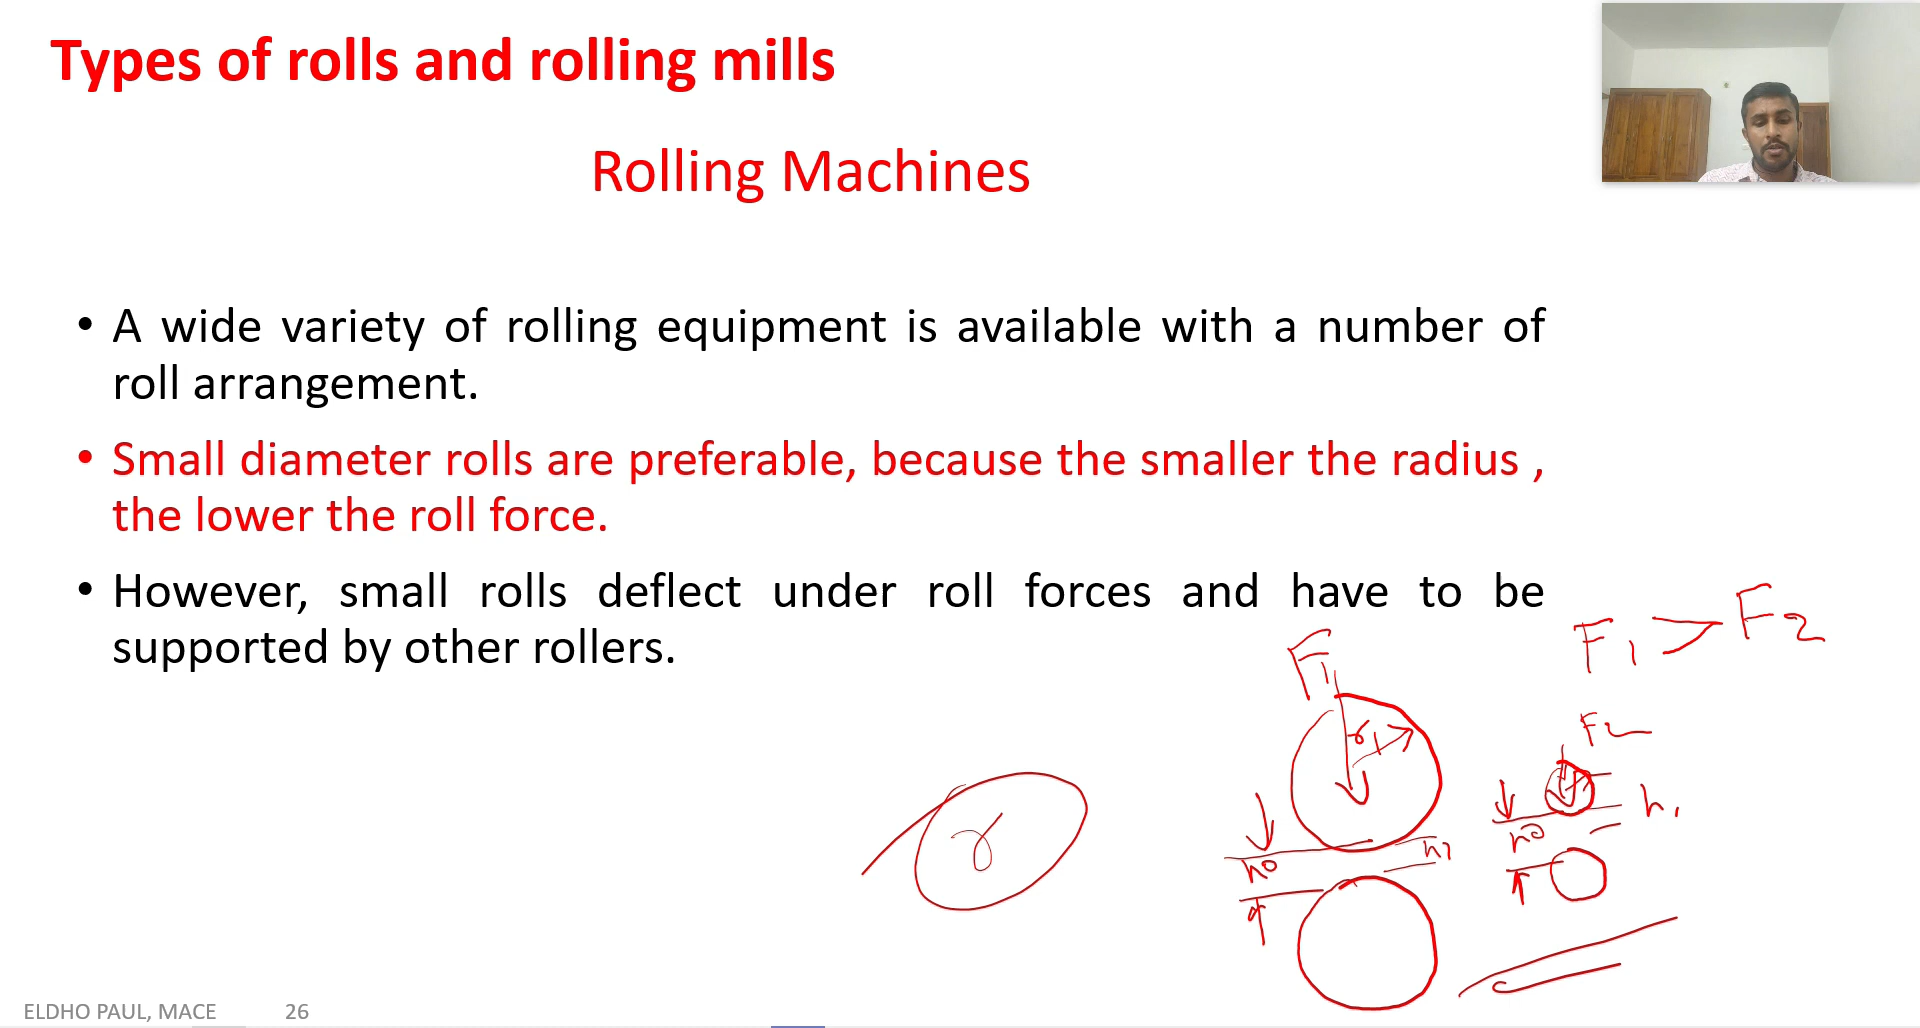 Types of rolls and rolling mills
Rolling Machines
• A wide variety of rolling equipment is available with a number of
roll arrangement.
• Small diameter rolls are preferable, because the smaller the radius ,
the lower the roll force.
• However, small rolls deflect under roll forces and have to be
supported by other rollers.
F1 > F2
F1
F2
r1
h1
h0
h0
h1
r
ELDHO PAUL, MACE 26